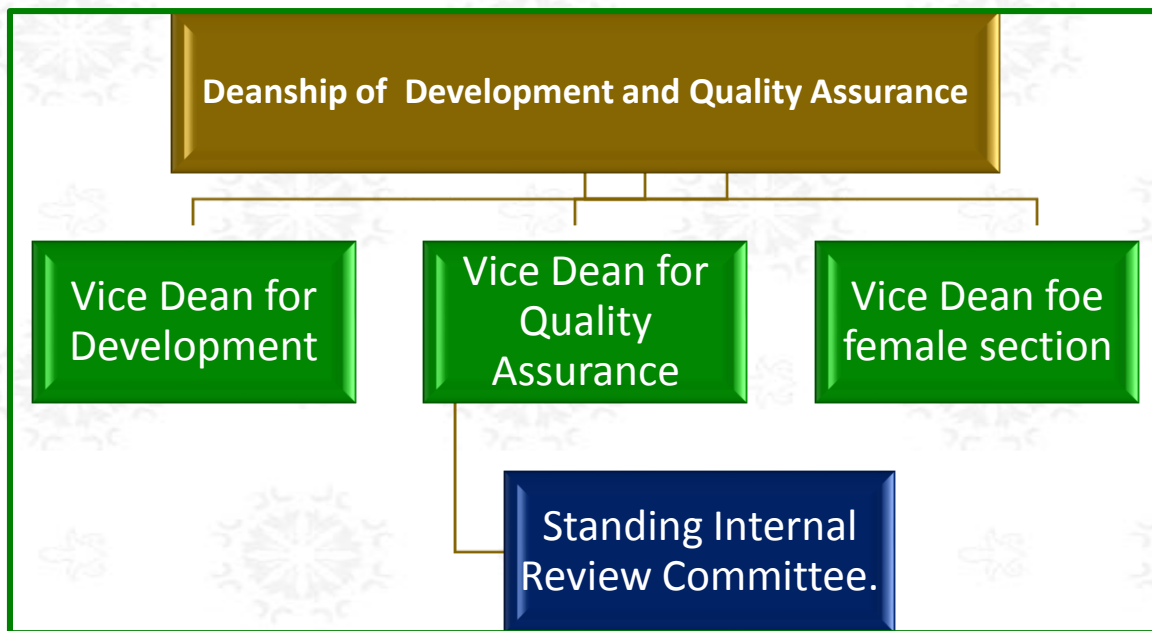 Deanship of  Development and Quality Assurance
Vice Dean for
Development
Vice Dean for
Quality
Assurance
Vice Dean foe
female section
Standing Internal
Review Committee.